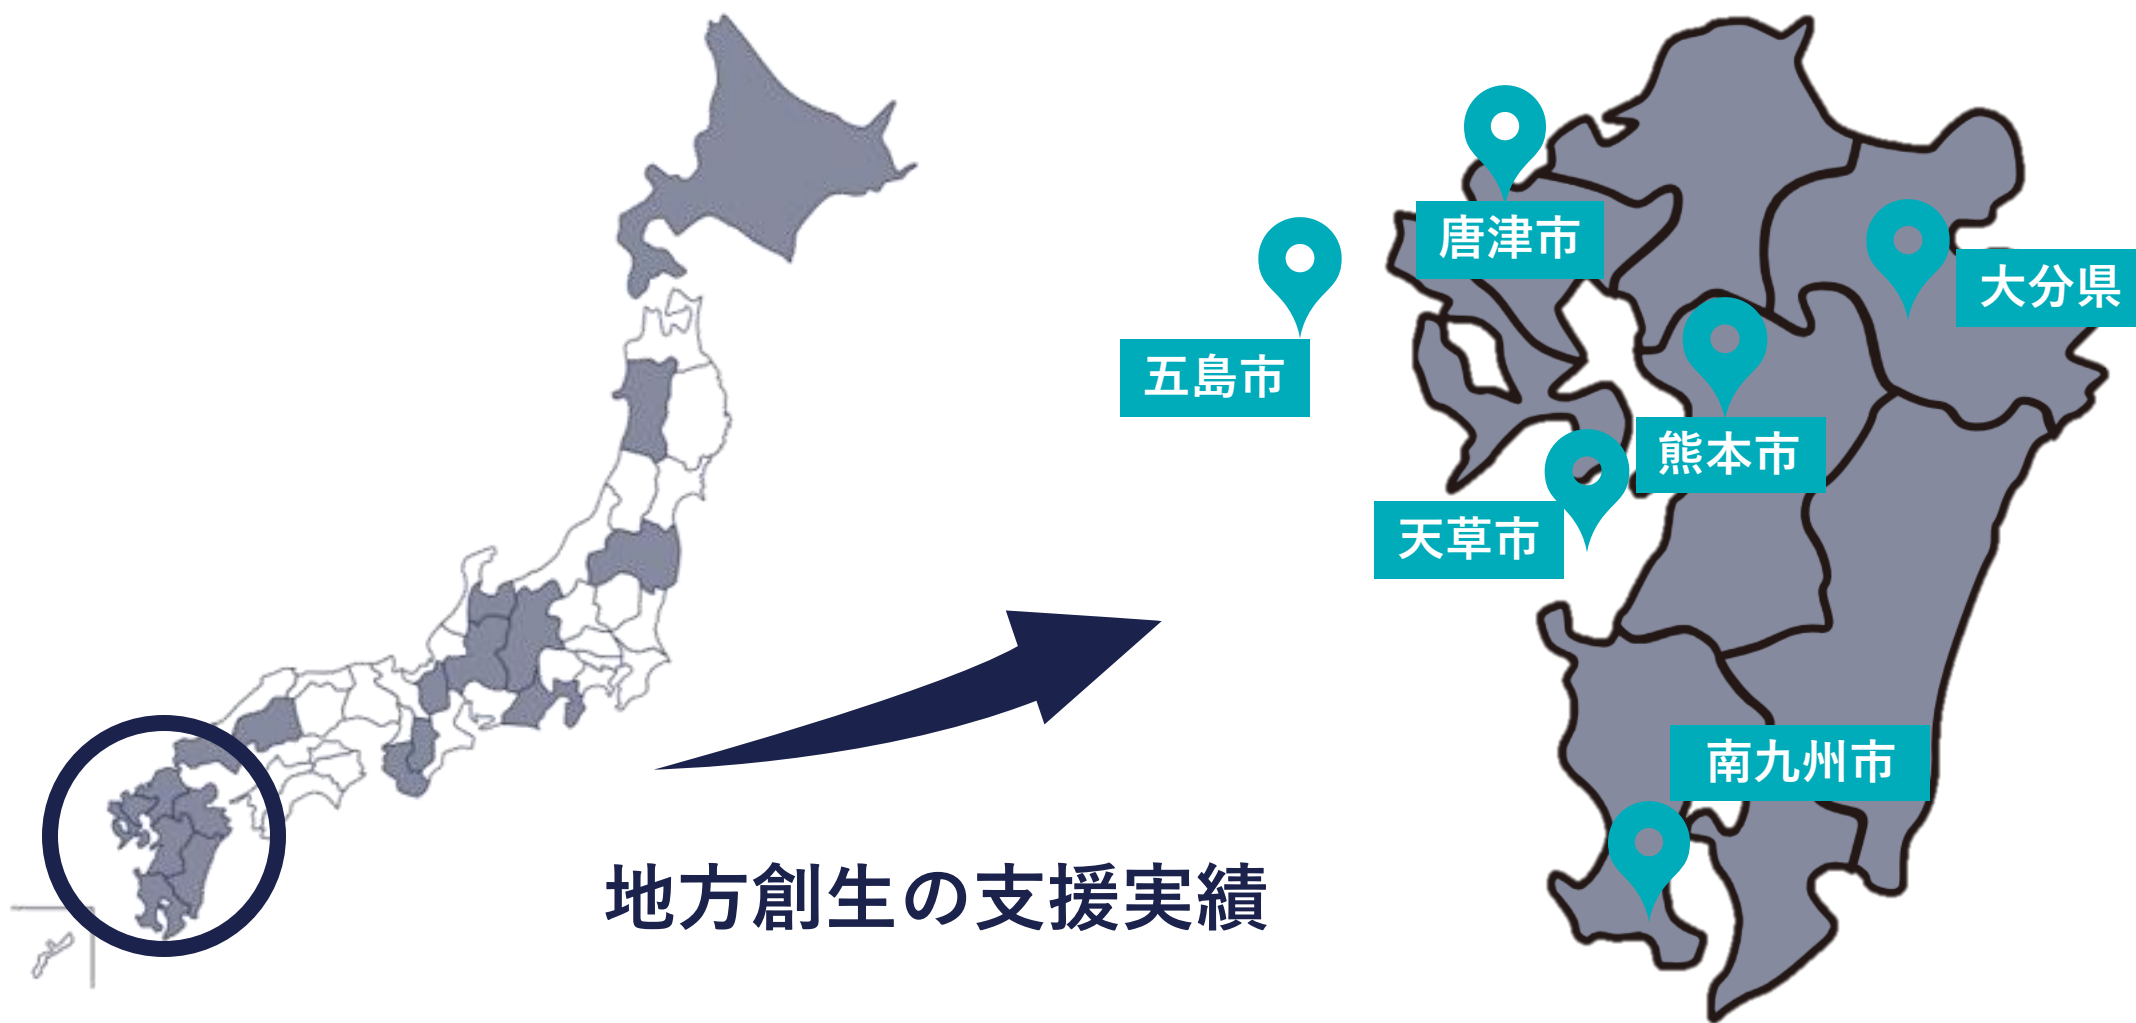 唐津市
大分県
五島市
熊本市
天草市
南九州市
地方創生の支援実績